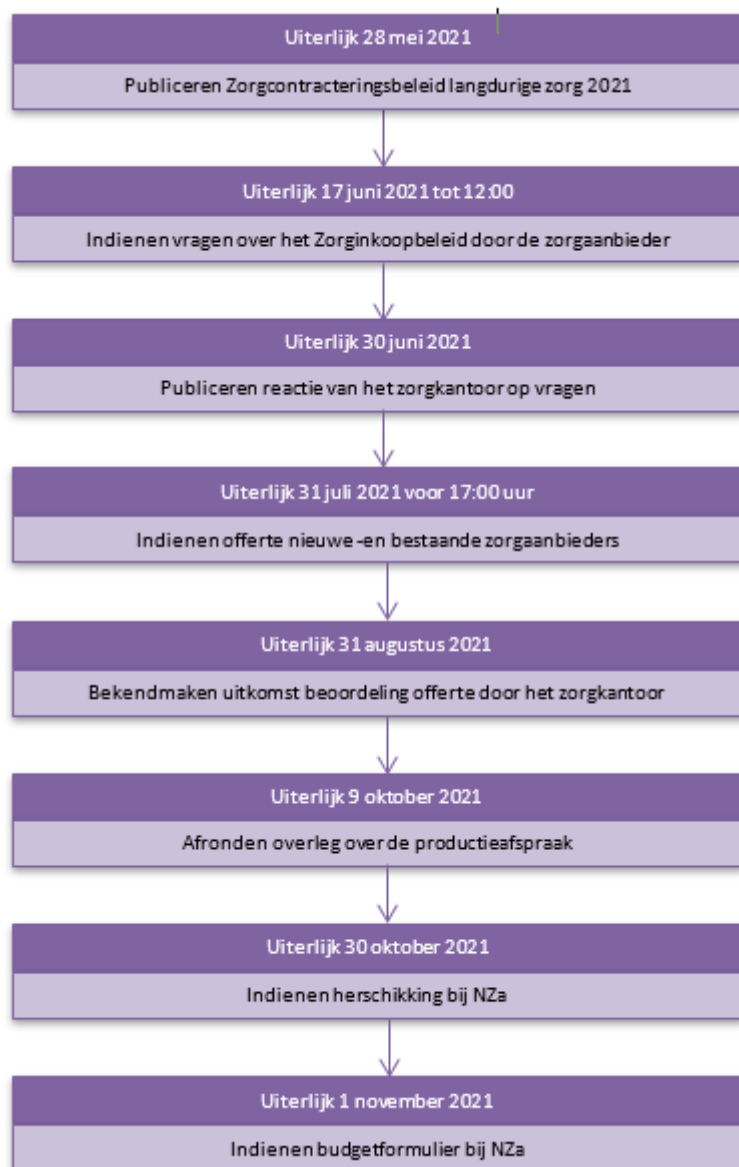 Uiterlijk 28 mei 2021
Publiceren Zorgcontracteringsbeleid langdurige zorg 2021
Uiterlijk 17 juni 2021 tot 12:00
Indienen vragen over het Zorginkoopbeleid door de zorgaanbieder
Uiterlijk 30 juni 2021
Publiceren reactie van het zorgkantoor op vragen
Uiterlijk 31 juli 2021 voor 17:00 uur
Indienen offerte nieuwe -en bestaande zorgaanbieders
Uiterlijk 31 augustus 2021
Bekendmaken uitkomst beoordeling offerte door het zorgkantoor
Uiterlijk 9 oktober 2021
Afronden overleg over de productieafspraak
Uiterlijk 30 oktober 2021
Indienen herschikking bij NZa
Uiterlijk 1 november 2021
Indienen budgetformulier bij NZa